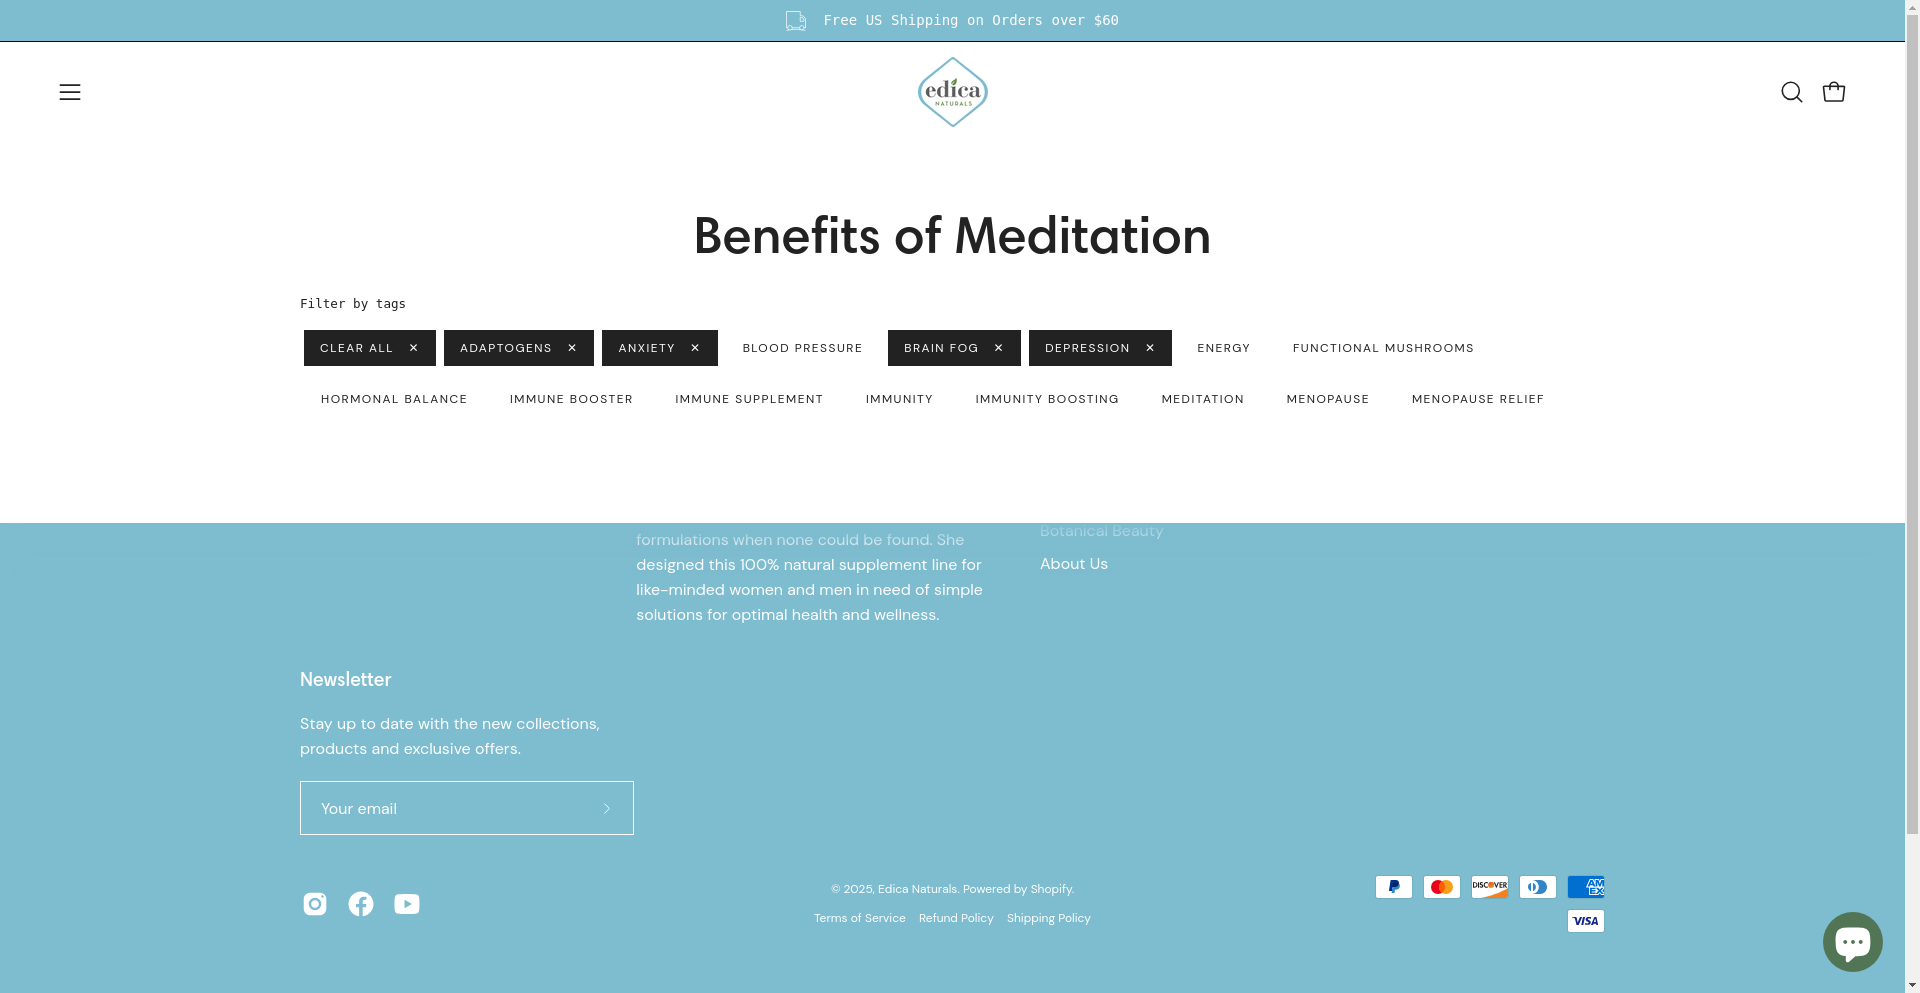 Free US Shipping on Orders over $60
edica
NATURALS
Benefits of Meditation
Filter by tags
CLEAR ALL ✕ ADAPTOGENS ✕ ANXIETY ✕ BLOOD PRESSURE BRAIN FOG ✕ DEPRESSION ✕ ENERGY FUNCTIONAL MUSHROOMS
HORMONAL BALANCE IMMUNE BOOSTER IMMUNE SUPPLEMENT IMMUNITY IMMUNITY BOOSTING MEDITATION MENOPAUSE MENOPAUSE RELIEF
formulations when none could be found. She
designed this 100% natural supplement line for
like-minded women and men in need of simple
solutions for optimal health and wellness.
Botanical Beauty
About Us
Newsletter
Stay up to date with the new collections,
products and exclusive offers.
Your email
© 2025, Edica Naturals. Powered by Shopify.
Terms of Service Refund Policy Shipping Policy
DISCOVER
AM
EX
VISA